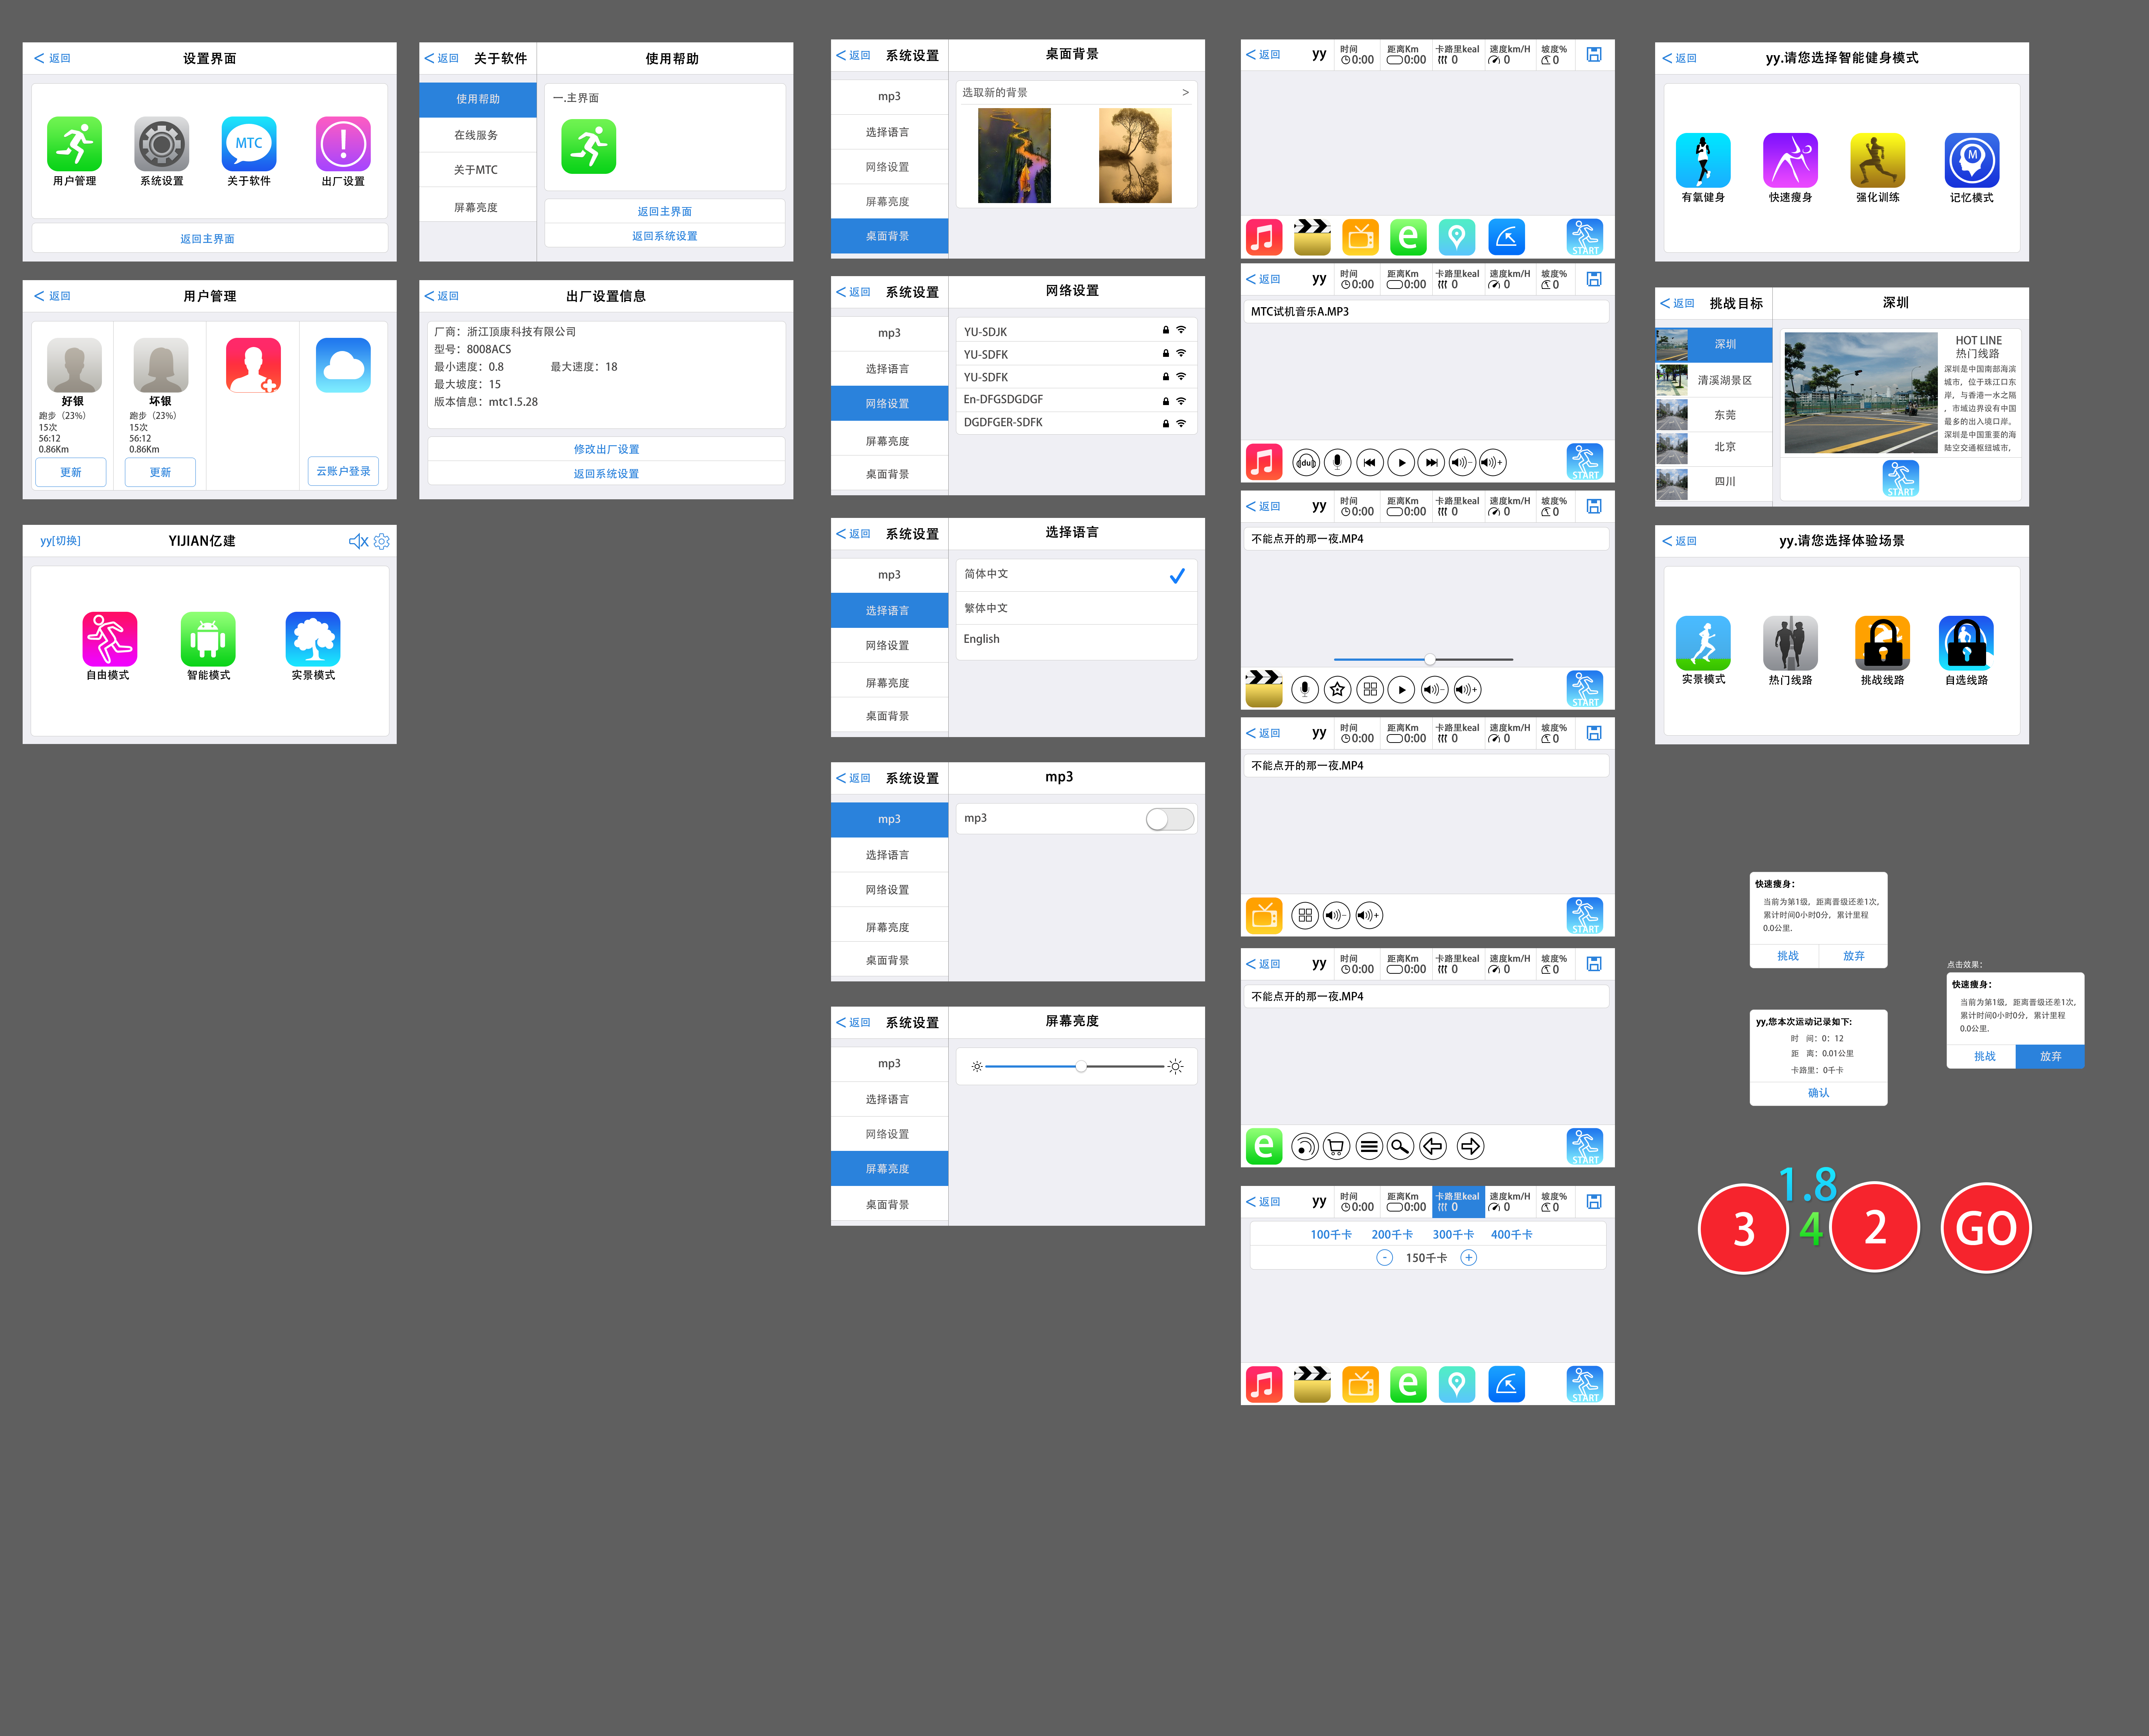 < 返回
设置界面
MTC
用户管理
系统设置
关于软件
出厂设置
返回主界面
< 返回
用户管理
好银
跑步（23%）
15次
56:12
0.86Km
更新
坏银
跑步（23%）
15次
56:12
0.86Km
更新
云账户登录
yy[切换]
YIJIAN亿建
自由模式
智能模式
实景模式
< 返回
关于软件
使用帮助
使用帮助
在线服务
关于MTC
屏幕亮度
一.主界面
返回主界面
返回系统设置
< 返回
出厂设置信息
厂商：浙江顶康科技有限公司
型号：8008ACS
最小速度：0.8 最大速度：18
最大坡度：15
版本信息：mtc1.5.28
修改出厂设置
返回系统设置
< 返回
系统设置
桌面背景
mp3
选择语言
网络设置
屏幕亮度
桌面背景
选取新的背景 >
< 返回
系统设置
网络设置
mp3
选择语言
网络设置
屏幕亮度
桌面背景
YU-SDJK
YU-SDFK
YU-SDFK
En-DFGSDGDGF
DGDFGER-SDFK
< 返回
系统设置
选择语言
mp3
选择语言
网络设置
屏幕亮度
桌面背景
简体中文
繁体中文
English
< 返回
系统设置
mp3
mp3
选择语言
网络设置
屏幕亮度
桌面背景
mp3
< 返回
系统设置
屏幕亮度
mp3
选择语言
网络设置
屏幕亮度
桌面背景
< 返回
yy
时间 距离Km 卡路里keal 速度km/H 坡度%
0:00 0:00 0 0 0
e
START
< 返回
yy
时间 距离Km 卡路里keal 速度km/H 坡度%
0:00 0:00 0 0 0
MTC试机音乐A.MP3
du
START
< 返回
yy
时间 距离Km 卡路里keal 速度km/H 坡度%
0:00 0:00 0 0 0
不能点开的那一夜.MP4
START
< 返回
yy
时间 距离Km 卡路里keal 速度km/H 坡度%
0:00 0:00 0 0 0
不能点开的那一夜.MP4
START
< 返回
yy
时间 距离Km 卡路里keal 速度km/H 坡度%
0:00 0:00 0 0 0
不能点开的那一夜.MP4
e
START
< 返回
yy
时间 距离Km 卡路里keal 速度km/H 坡度%
0:00 0:00 0 0 0
100千卡 200千卡 300千卡 400千卡
- 150千卡 +
e
START
< 返回
yy.请您选择智能健身模式
M
有氧健身
快速瘦身
强化训练
记忆模式
< 返回
挑战目标
深圳
深圳
清溪湖景区
东莞
北京
四川
HOT LINE
热门线路
深圳是中国南部海滨
城市，位于珠江口东
岸，与香港一水之隔
，市域边界设有中国
最多的出入境口岸。
深圳是中国重要的海
陆空交通枢纽城市，
START
< 返回
yy.请您选择体验场景
实景模式
热门线路
挑战线路
自选线路
快速瘦身：
当前为第1级，距离晋级还差1次，
累计时间0小时0分，累计里程
0.0公里.
挑战
放弃
点击效果：
快速瘦身：
当前为第1级，距离晋级还差1次，
累计时间0小时0分，累计里程
0.0公里.
挑战
放弃
yy,您本次运动记录如下:
时 间：0：12
距 离：0.01公里
卡路里：0千卡
确认
1.8
3
4
2
GO